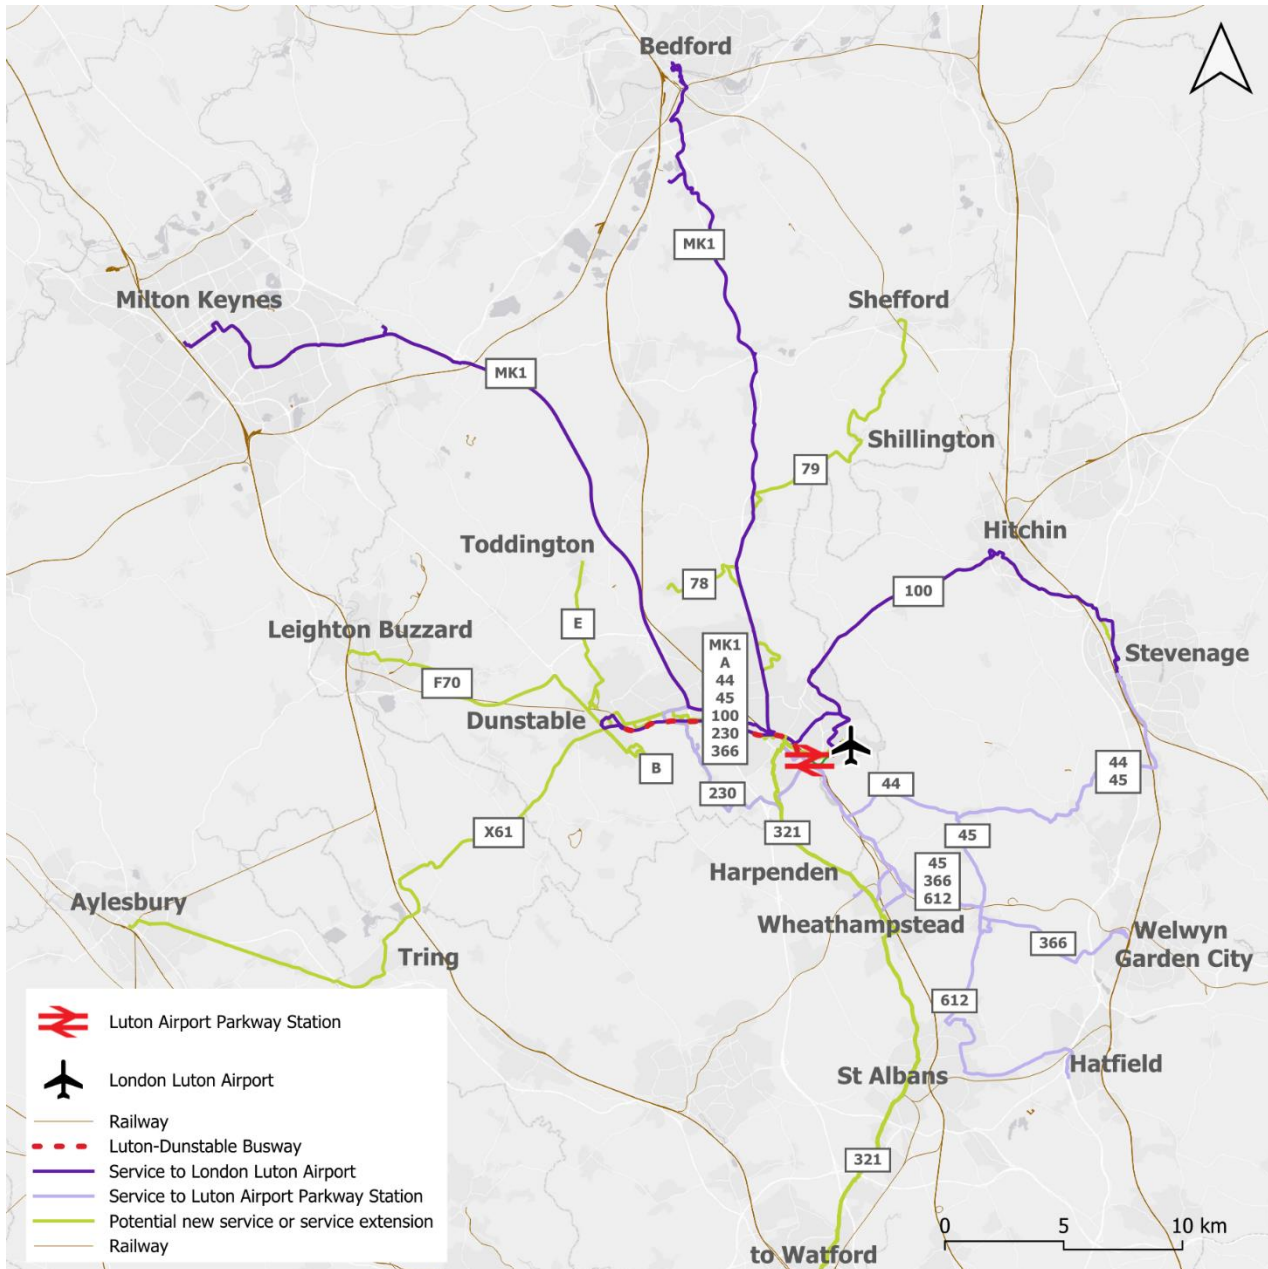 Bedford
MK1
Milton Keynes
Shefford
MK1
Shillington
79
Hitchin
Toddington
78
100
E
Leighton Buzzard
MK1
A
44
45
100
230
366
Stevenage
F70
Dunstable
B
44
45
44
230
X61
321
45
Harpenden
45
366
612
Aylesbury
Wheathampstead
Welwyn
Garden City
366
Tring
612
Luton Airport Parkway Station
London Luton Airport
St Albans
Hatfield
Railway
Luton-Dunstable Busway
Service to London Luton Airport
321
Service to Luton Airport Parkway Station
Potential new service or service extension
Railway
0 5 10 km
to Watford